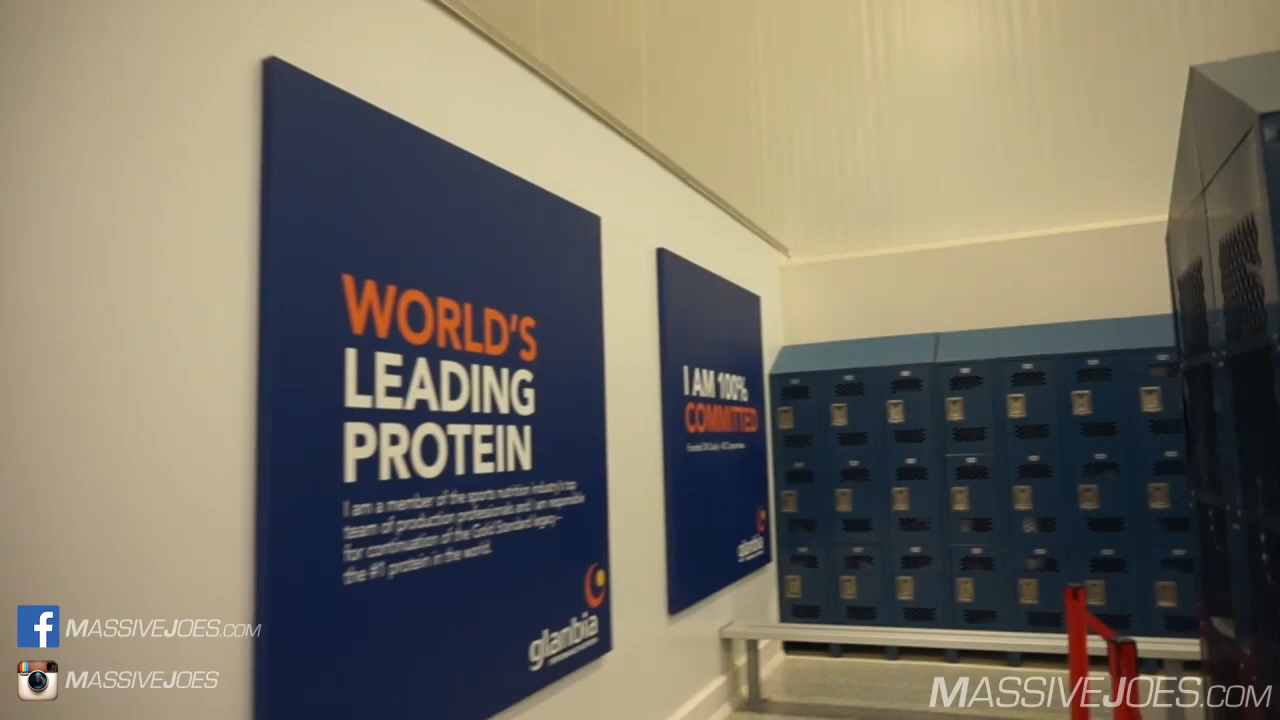 WORLD'S
LEADING
PROTEIN
I am a member of the sports nutrition industry's top
team of production professionals and I am responsible
for continuation of the Gold Standard legacy–
the #1 protein in the world.
glanbia
I AM 100%
COMMITTED
glanbia
MASSIVEJOES.COM
MASSIVEJOES
MASSIVEJOES.COM